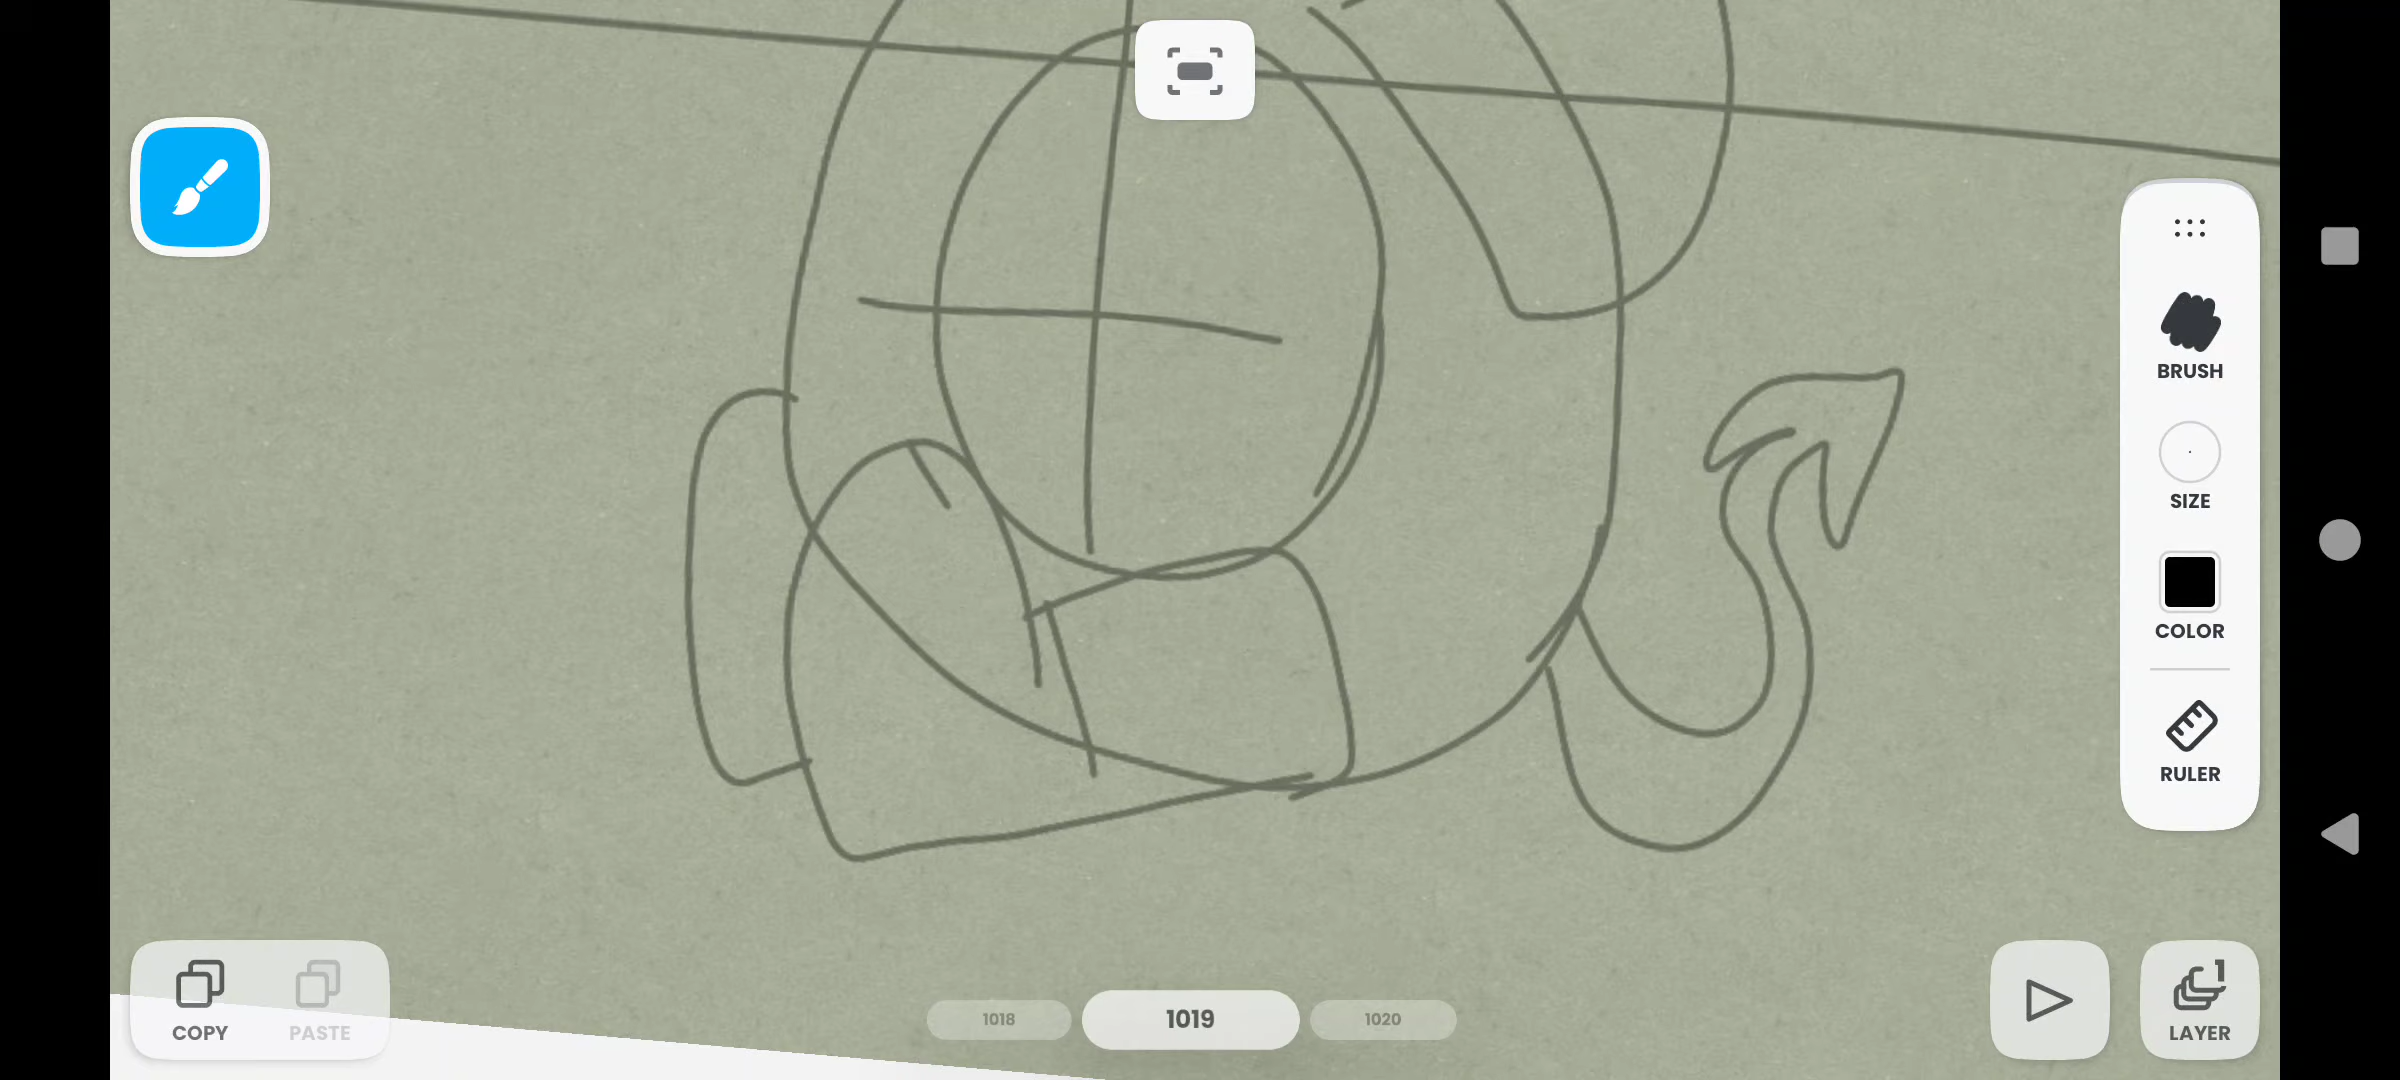 BRUSH
SIZE
COLOR
RULER
COPY
PASTE
1018
1019
1020
1
LAYER